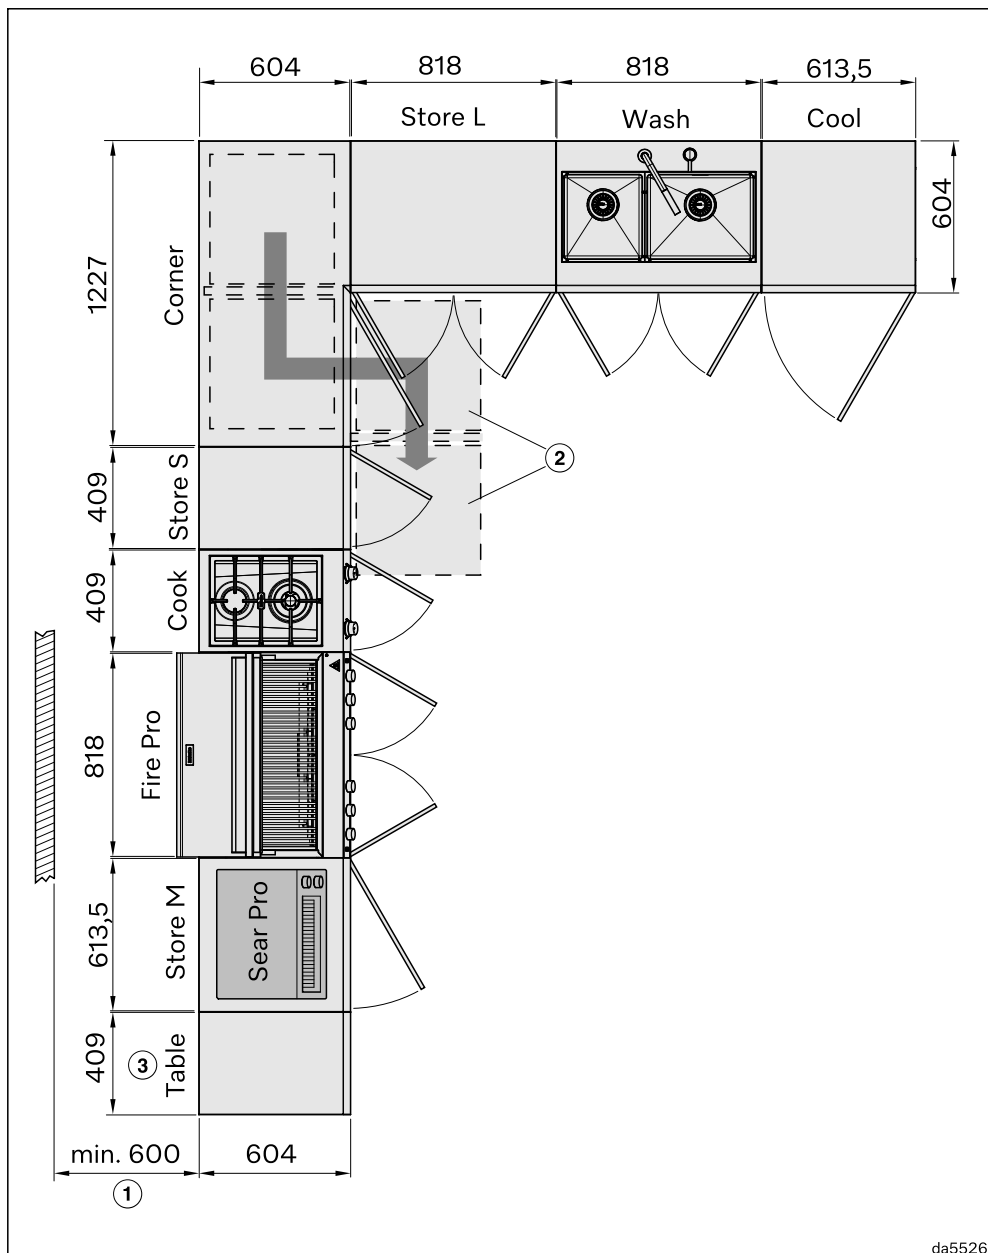 604
818
818
613,5
Store L
Wash
Cool
604
1227
Corner
409
Store S
2
409
Cook
818
Fire Pro
613,5
Store M
Sear Pro
409
3
Table
min. 600
604
1
da5526